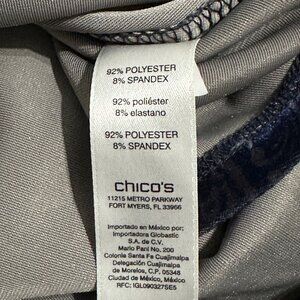 92% POLYESTER
8% SPANDEX
92% poliéster
8% elastano
92% POLYESTER
8% SPANDEX
chico's
11215 METRO PARKWAY
FORT MYERS, FL 33966
Importado en México por:
Importadora Globastic
S.A. de C.V.
Mario Pani No. 200
Colonia Santa Fe Cuajimalpa
Delegación Cuajimalpa
de Morelos, C.P. 05348
Ciudad de México, México
RFC: IGL090327SE5